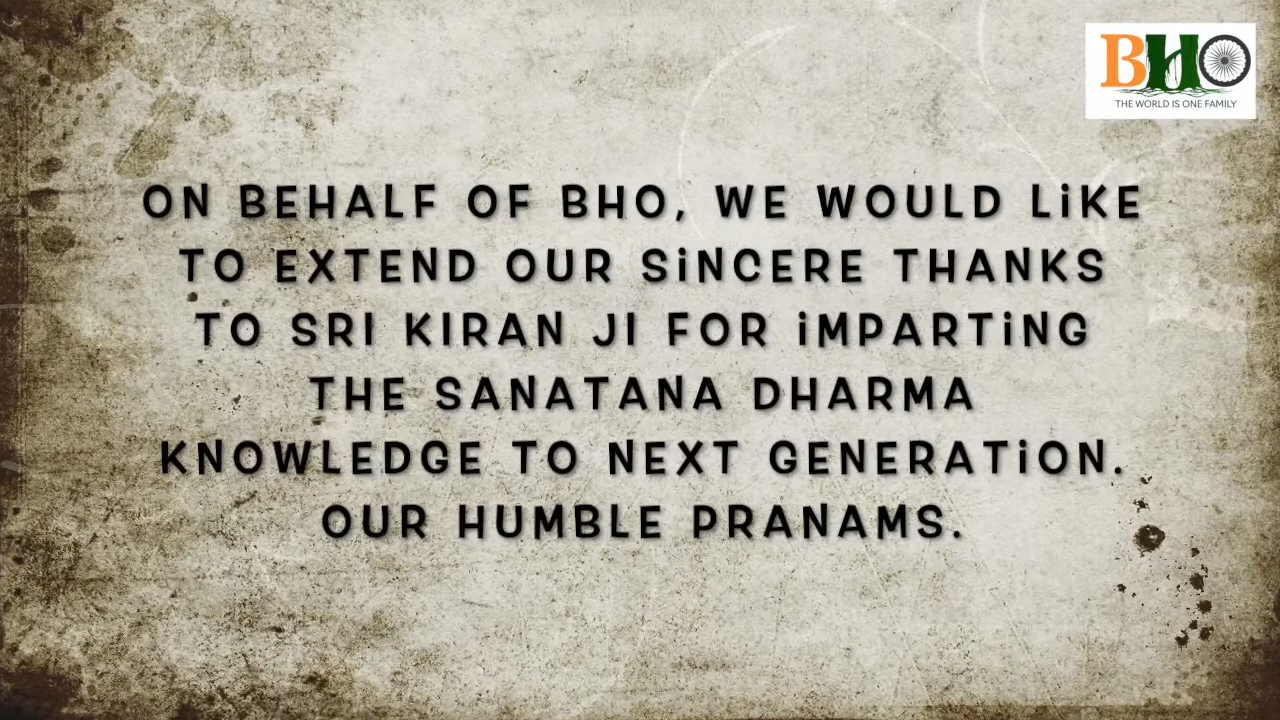 BHO
THE WORLD IS ONE FAMILY
ON BEHALF OF BHO, WE WOULD LiKE
TO EXTEND OUR SiNCERE THANKS
TO SRI KIRAN JI FOR iMPARTiNG
THE SANATANA DHARMA
KNOWLEDGE TO NEXT GENERATiON.
OUR HUMBLE PRANAMS.